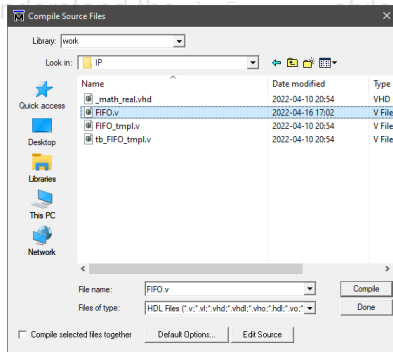 Compile Source Files
Library: work
Look in: IP
Name Date modified Type
_math_real.vhd 2022-04-10 20:54 VHD
FIFO.v 2022-04-16 17:02 V File
FIFO_tmpl.v 2022-04-10 20:54 V File
tb_FIFO_tmpl.v 2022-04-10 20:54 V File
Quick access
Desktop
Libraries
This PC
Network
File name: FIFO.v Compile
Files of type: HDL Files (*.v;*.vl;*.vhd;*.vhdl;*.vho;*.hdl;*.vo;* Done
Compile selected files together Default Options... Edit Source